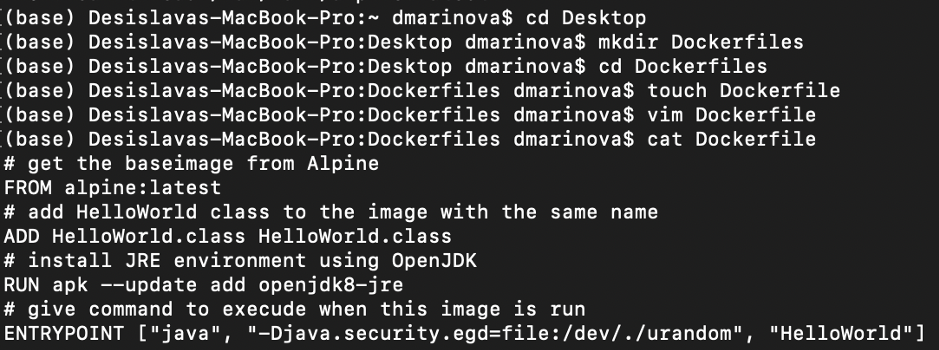 (base) Desislavas-MacBook-Pro:~ dmarinova$ cd Desktop
(base) Desislavas-MacBook-Pro:Desktop dmarinova$ mkdir Dockerfiles
(base) Desislavas-MacBook-Pro:Desktop dmarinova$ cd Dockerfiles
(base) Desislavas-MacBook-Pro:Dockerfiles dmarinova$ touch Dockerfile
(base) Desislavas-MacBook-Pro:Dockerfiles dmarinova$ vim Dockerfile
(base) Desislavas-MacBook-Pro:Dockerfiles dmarinova$ cat Dockerfile
# get the baseimage from Alpine
FROM alpine:latest
# add HelloWorld class to the image with the same name
ADD HelloWorld.class HelloWorld.class
# install JRE environment using OpenJDK
RUN apk --update add openjdk8-jre
# give command to execude when this image is run
ENTRYPOINT ["java", "-Djava.security.egd=file:/dev/./urandom", "HelloWorld"]